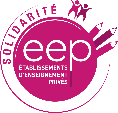 SOLIDARITÉ
eep
ÉTABLISSEMENTS
D'ENSEIGNEMENT
PRIVÉS